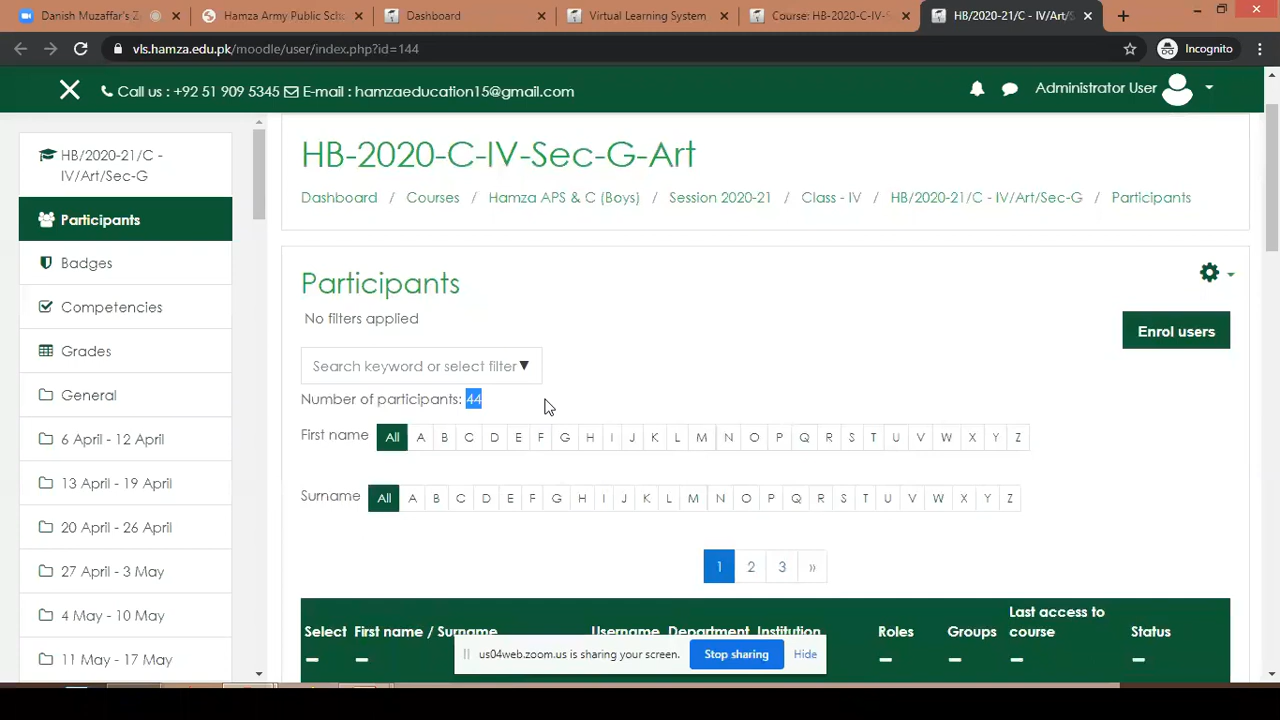 Danish Muzaffar's Z
Hamza Army Public Sch
Dashboard
Virtual Learning System
Course: HB-2020-C-IV-S
HB/2020-21/C - IV/Art/S
vls.hamza.edu.pk/moodle/user/index.php?id=144
Incognito
Call us : +92 51 909 5345 E-mail : hamzaeducation15@gmail.com
Administrator User
HB/2020-21/C -
IV/Art/Sec-G
Participants
Badges
Competencies
Grades
General
6 April - 12 April
13 April - 19 April
20 April - 26 April
27 April - 3 May
4 May - 10 May
11 May - 17 May
HB-2020-C-IV-Sec-G-Art
Dashboard / Courses / Hamza APS & C (Boys) / Session 2020-21 / Class - IV / HB/2020-21/C - IV/Art/Sec-G / Participants
Participants
No filters applied
Enrol users
Search keyword or select filter ▼
Number of participants: 44
First name All A B C D E F G H I J K L M N O P Q R S T U V W X Y Z
Surname All A B C D E F G H I J K L M N O P Q R S T U V W X Y Z
1 2 3 »
Select First name / Surname Username Department Institution Roles Groups Last access to
course Status
us04web.zoom.us is sharing your screen. Stop sharing Hide